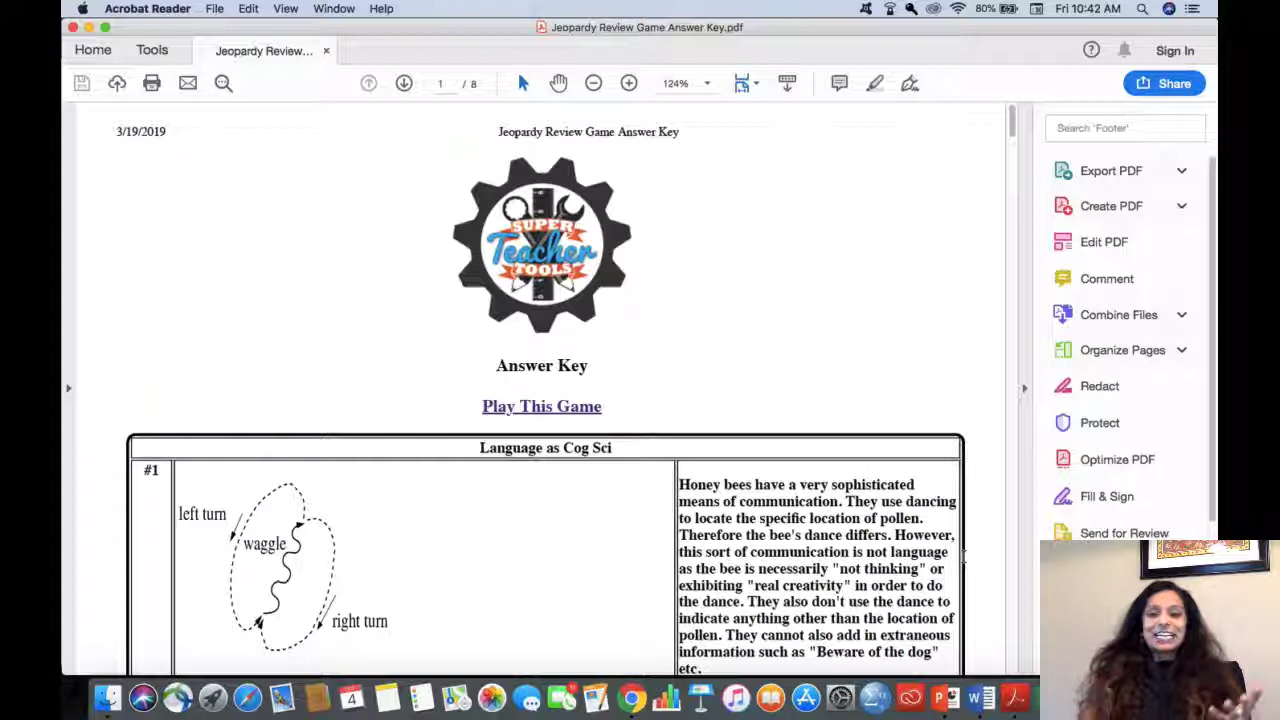 Acrobat Reader File Edit View Window Help 80% Fri 10:42 AM
Jeopardy Review Game Answer Key.pdf
Home Tools Jeopardy Review... × Sign In
1 / 8 124% Share
3/19/2019 Jeopardy Review Game Answer Key
SUPER
Teacher
TOOLS
Answer Key
Play This Game
Language as Cog Sci
#1
left turn
waggle
right turn
Honey bees have a very sophisticated
means of communication. They use dancing
to locate the specific location of pollen.
Therefore the bee's dance differs. However,
this sort of communication is not language
as the bee is necessarily "not thinking" or
exhibiting "real creativity" in order to do
the dance. They also don't use the dance to
indicate anything other than the location of
pollen. They cannot also add in extraneous
information such as "Beware of the dog"
etc.
Search 'Footer'
Export PDF
Create PDF
Edit PDF
Comment
Combine Files
Organize Pages
Redact
Protect
Optimize PDF
Fill & Sign
Send for Review
4